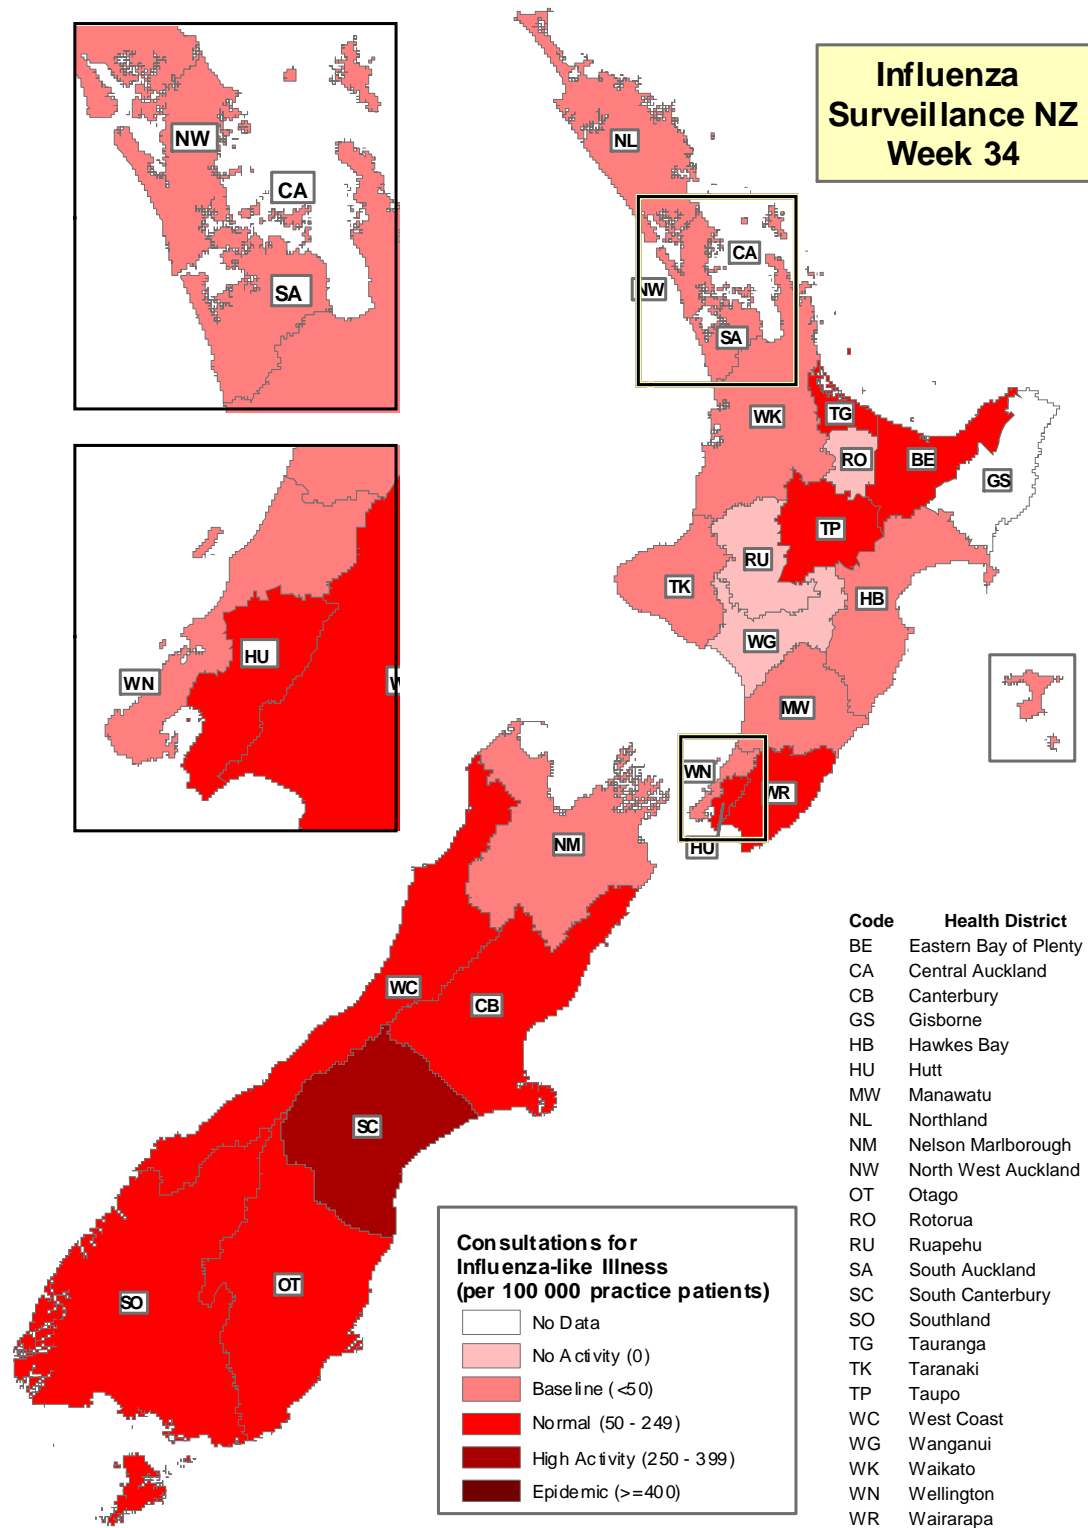 Influenza
Surveillance NZ
Week 34
NW
CA
SA
NL
CA
NW
SA
WK
TG
RO
BE
GS
TP
RU
TK
HB
WG
MW
HU
WN
W
WN
WR
HU
NM
WC
CB
SC
OT
SO
Code Health District
BE Eastern Bay of Plenty
CA Central Auckland
CB Canterbury
GS Gisborne
HB Hawkes Bay
HU Hutt
MW Manawatu
NL Northland
NM Nelson Marlborough
NW North West Auckland
OT Otago
RO Rotorua
RU Ruapehu
SA South Auckland
SC South Canterbury
SO Southland
TG Tauranga
TK Taranaki
TP Taupo
WC West Coast
WG Wanganui
WK Waikato
WN Wellington
WR Wairarapa
Consultations for
Influenza-like Illness
(per 100 000 practice patients)
No Data
No Activity (0)
Baseline (<50)
Normal (50 - 249)
High Activity (250 - 399)
Epidemic (>=400)